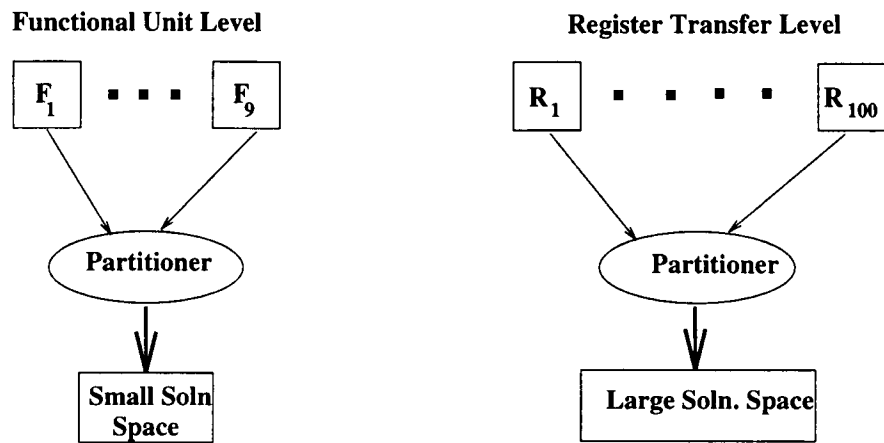 Functional Unit Level
F1 ▪ ▪ ▪ F9
Partitioner
Small Soln
Space
Register Transfer Level
R1 ▪ ▪ ▪ ▪ R100
Partitioner
Large Soln. Space